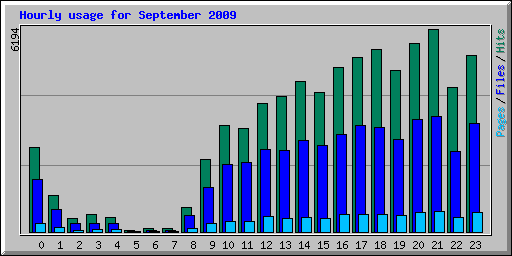 Hourly usage for September 2009
6194
Pages / Files / Hits
0 1 2 3 4 5 6 7 8 9 10 11 12 13 14 15 16 17 18 19 20 21 22 23